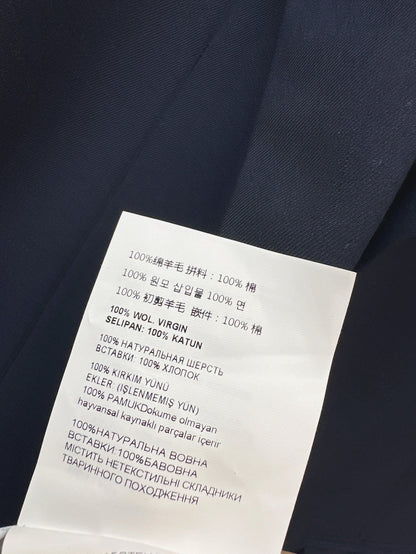 100%绵羊毛 拼料 : 100% 棉
100% 원모 삽입물 100% 면
100% 初剪羊毛 嵌件 : 100% 棉
100% WOL. VIRGIN
SELIPAN: 100% KATUN
100% НАТУРАЛЬНАЯ ШЕРСТЬ
ВСТАВКИ: 100% ХЛОПОК
100% KIRKIM YÜNÜ
EKLER: (İŞLENMEMİŞ YÜN)
100% PAMUKDokume olmayan
hayvansal kaynaklı parçalar içerir
100%НАТУРАЛЬНА ВОВНА
ВСТАВКИ 100%БАВОВНА
МІСТИТЬ НЕТЕКСТИЛЬНІ СКЛАДНИКИ
ТВАРИННОГО ПОХОДЖЕННЯ